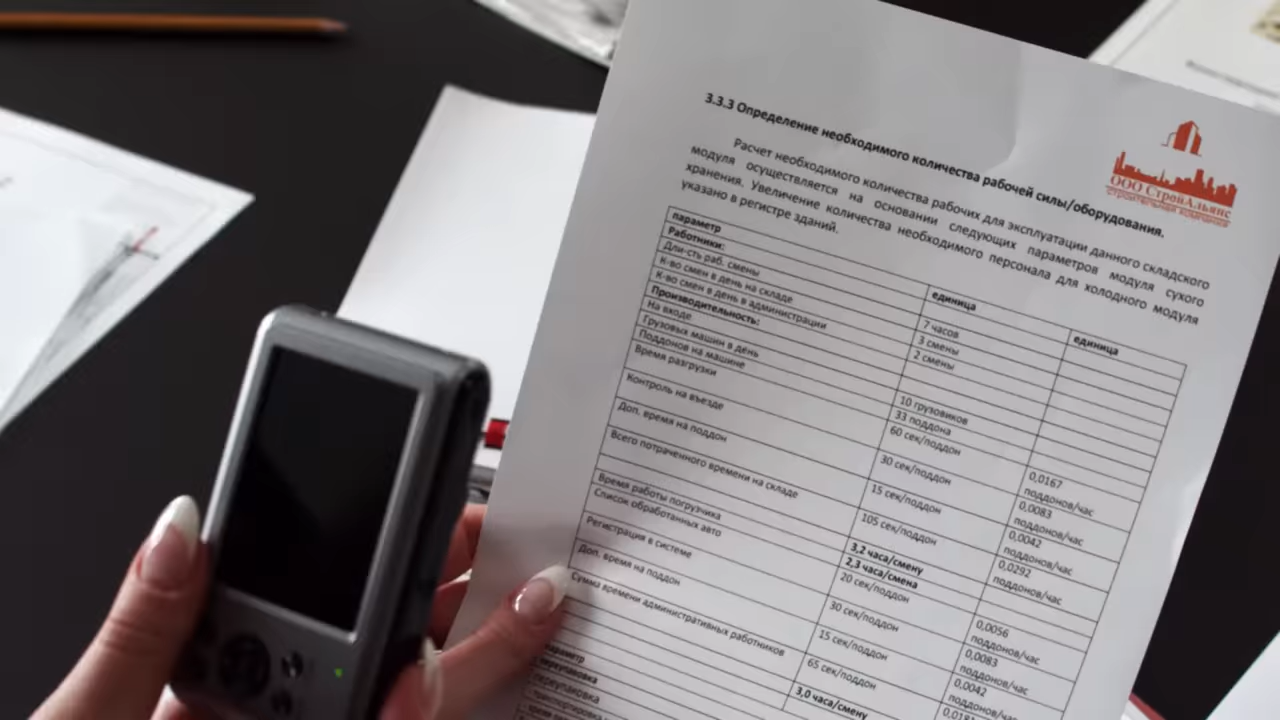 3.3.3 Определение необходимого количества рабочей силы/оборудования.
ООО СтройАльянс
строительная компания
Расчет необходимого количества рабочих для эксплуатации данного складского
модуля осуществляется на основании следующих параметров модуля сухого
хранения. Увеличение количества необходимого персонала для холодного модуля
указано в регистре зданий.
параметр единица единица
Работники:
Дли-сть раб. смены 7 часов
К-во смен в день на складе 3 смены
К-во смен в день в администрации 2 смены
Производительность:
На входе
Грузовых машин в день 10 грузовиков
Поддонов на машине 33 поддона
Время разгрузки 60 сек/поддон 0,0167
поддонов/час
Контроль на въезде 30 сек/поддон 0,0083
поддонов/час
Доп. время на поддон 15 сек/поддон 0,0042
поддонов/час
Всего потраченного времени на складе 105 сек/поддон 0,0292
поддонов/час
Время работы погрузчика 3,2 часа/смену
Список обработанных авто 2,3 часа/смена
20 сек/поддон 0,0056
поддонов/час
Регистрация в системе 30 сек/поддон 0,0083
поддонов/час
Доп. время на поддон 15 сек/поддон 0,0042
поддонов/час
Сумма времени административных работников 65 сек/поддон
3,0 часа/смену
параметр
переупаковка
переупаковка